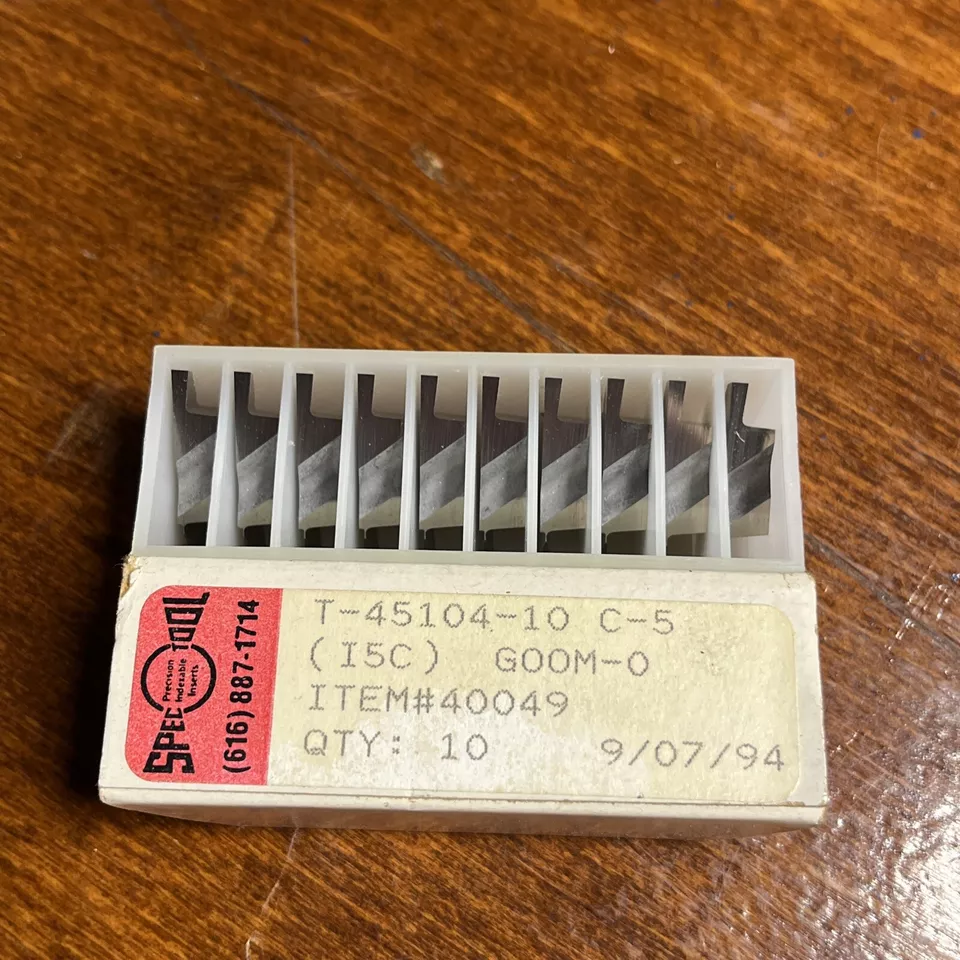 SPEC TOOL
Precision
Indexable
Inserts
(616) 887-1714
T-45104-10 C-5
(I5C) GOOM-0
ITEM#40049
QTY: 10 9/07/94